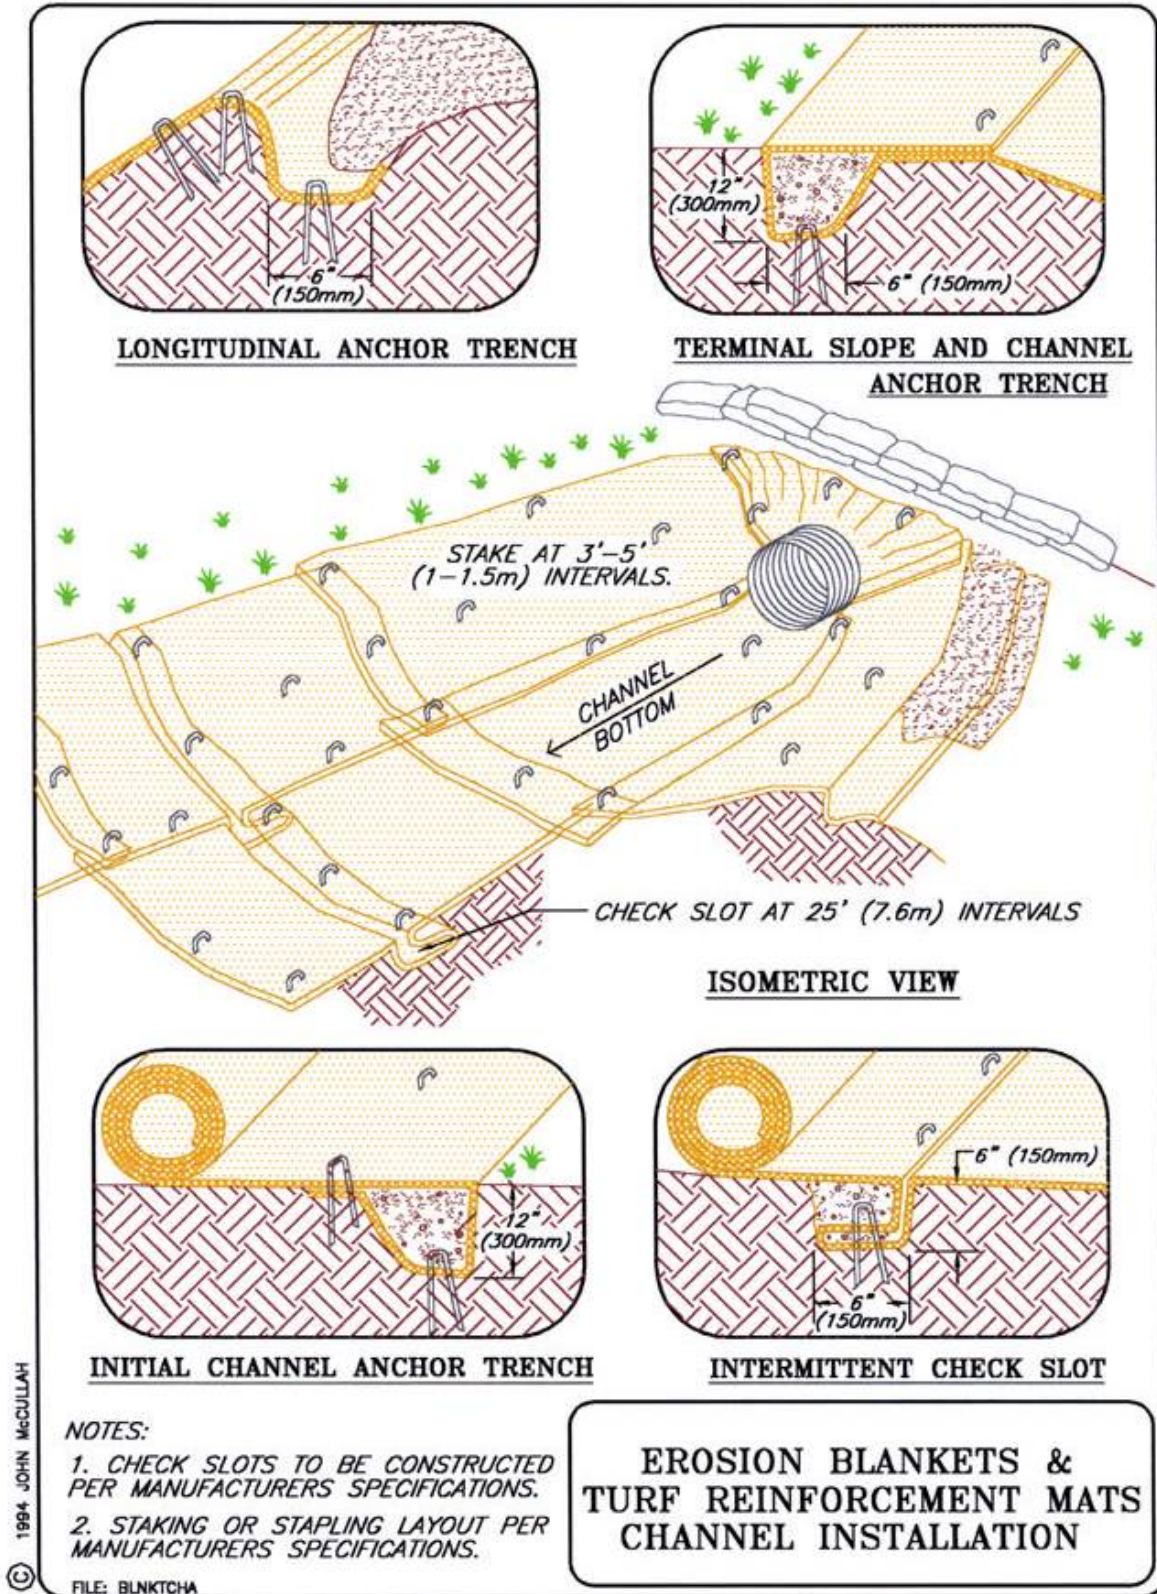 12"
(300mm)
6"
(150mm)
6" (150mm)
LONGITUDINAL ANCHOR TRENCH
TERMINAL SLOPE AND CHANNEL
ANCHOR TRENCH
STAKE AT 3'-5'
(1-1.5m) INTERVALS.
CHANNEL
BOTTOM
CHECK SLOT AT 25' (7.6m) INTERVALS
ISOMETRIC VIEW
6" (150mm)
12"
(300mm)
6"
(150mm)
INITIAL CHANNEL ANCHOR TRENCH
INTERMITTENT CHECK SLOT
NOTES:
1. CHECK SLOTS TO BE CONSTRUCTED
PER MANUFACTURERS SPECIFICATIONS.
2. STAKING OR STAPLING LAYOUT PER
MANUFACTURERS SPECIFICATIONS.
FILE: BLNKTCHA
EROSION BLANKETS &
TURF REINFORCEMENT MATS
CHANNEL INSTALLATION
© 1994 JOHN McCULLAH